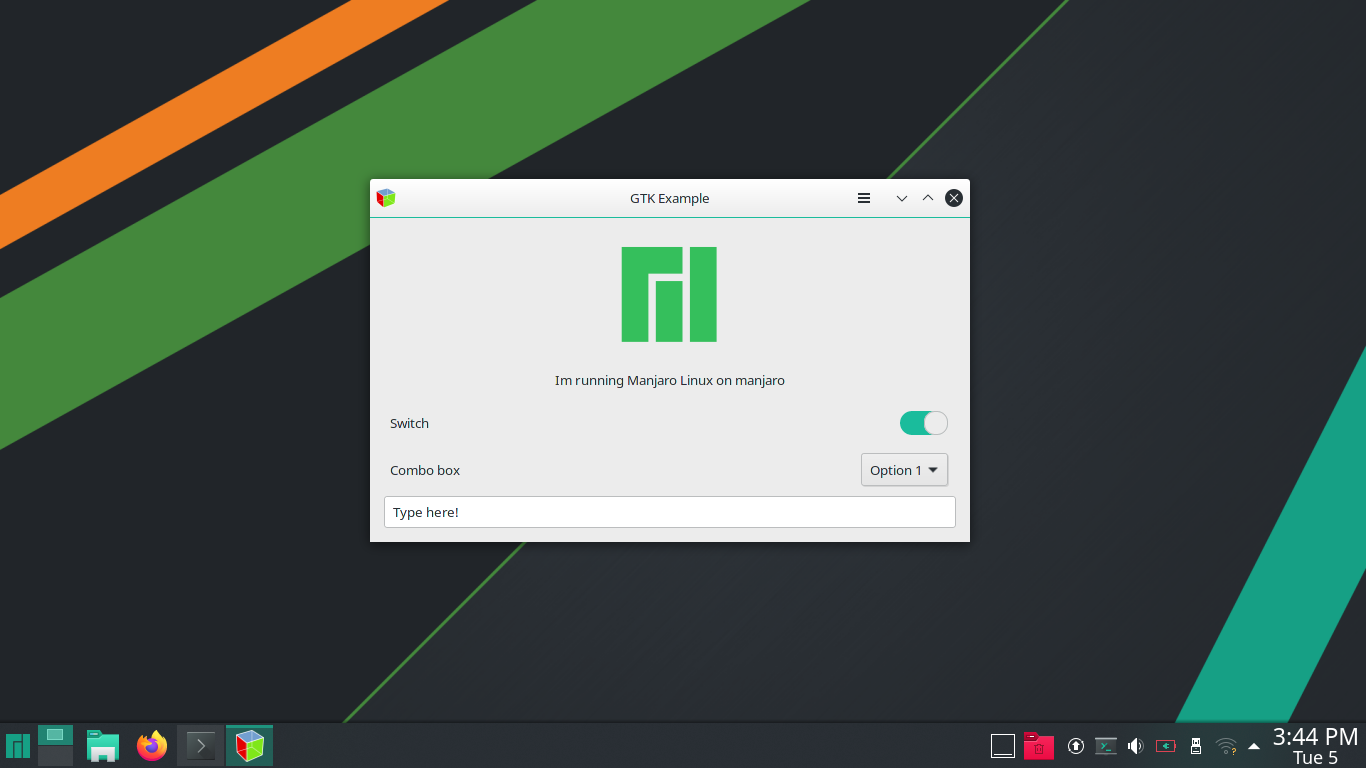 GTK Example
Im running Manjaro Linux on manjaro
Switch
Combo box
Option 1
Type here!
3:44 PM
Tue 5